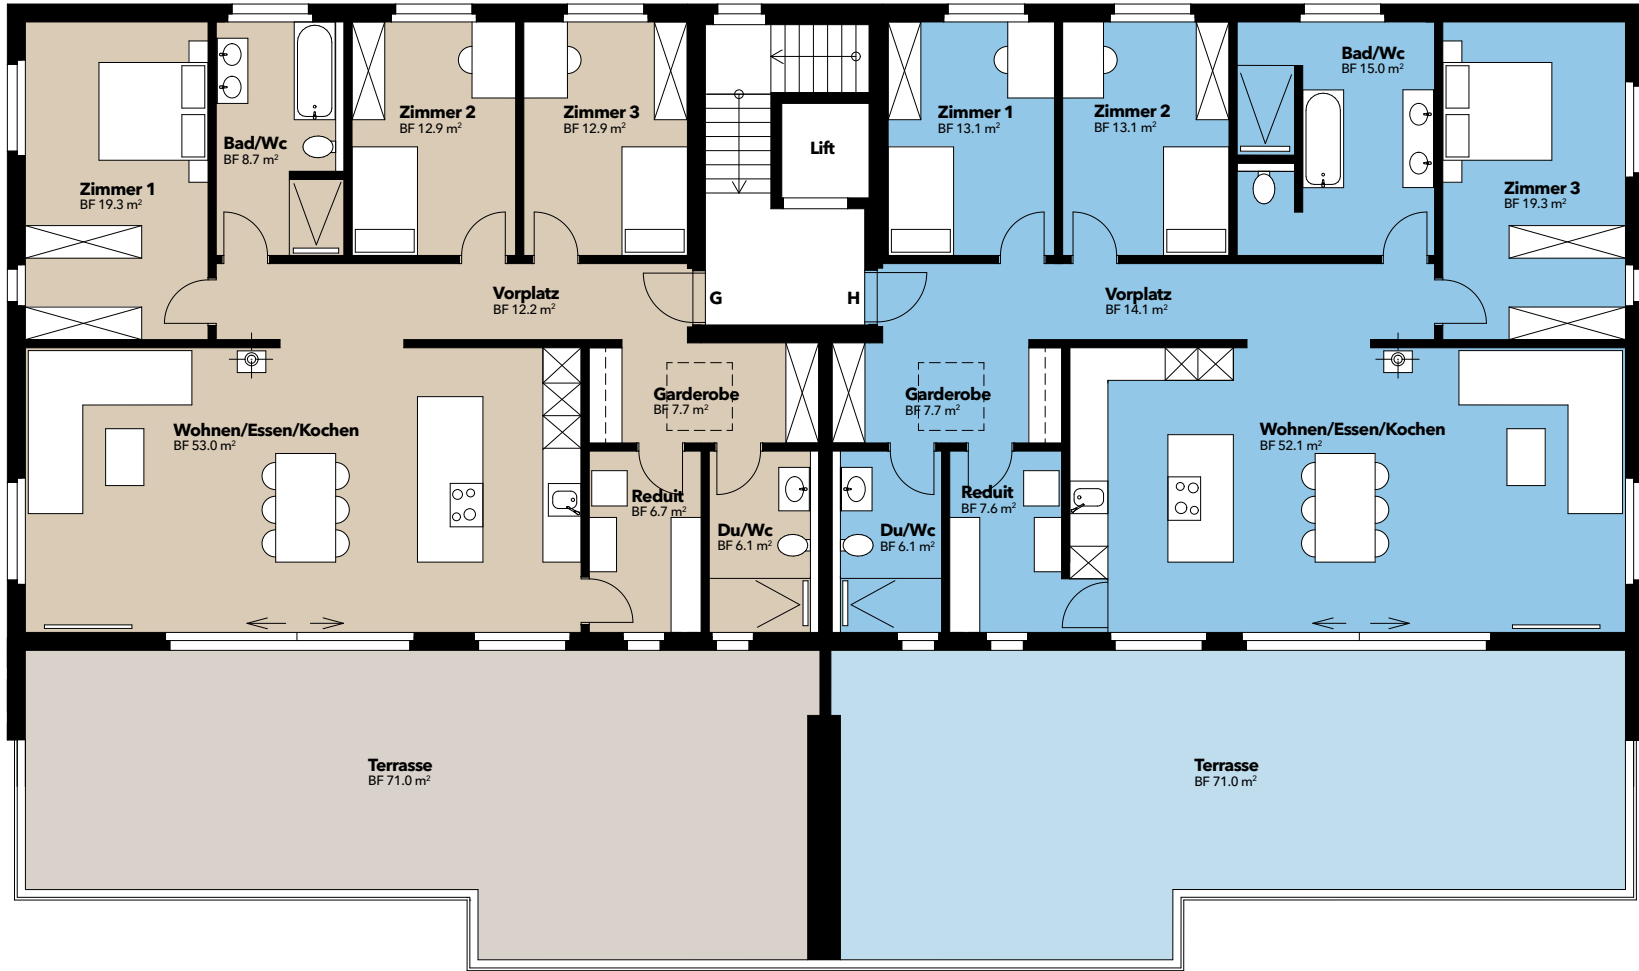 Zimmer 1
BF 19.3 m²
Bad/Wc
BF 8.7 m²
Zimmer 2
BF 12.9 m²
Zimmer 3
BF 12.9 m²
Lift
Zimmer 1
BF 13.1 m²
Zimmer 2
BF 13.1 m²
Bad/Wc
BF 15.0 m²
Zimmer 3
BF 19.3 m²
Vorplatz
BF 12.2 m²
G
H
Vorplatz
BF 14.1 m²
Wohnen/Essen/Kochen
BF 53.0 m²
Garderobe
BF 7.7 m²
Garderobe
BF 7.7 m²
Wohnen/Essen/Kochen
BF 52.1 m²
Reduit
BF 6.7 m²
Du/Wc
BF 6.1 m²
Du/Wc
BF 6.1 m²
Reduit
BF 7.6 m²
Terrasse
BF 71.0 m²
Terrasse
BF 71.0 m²